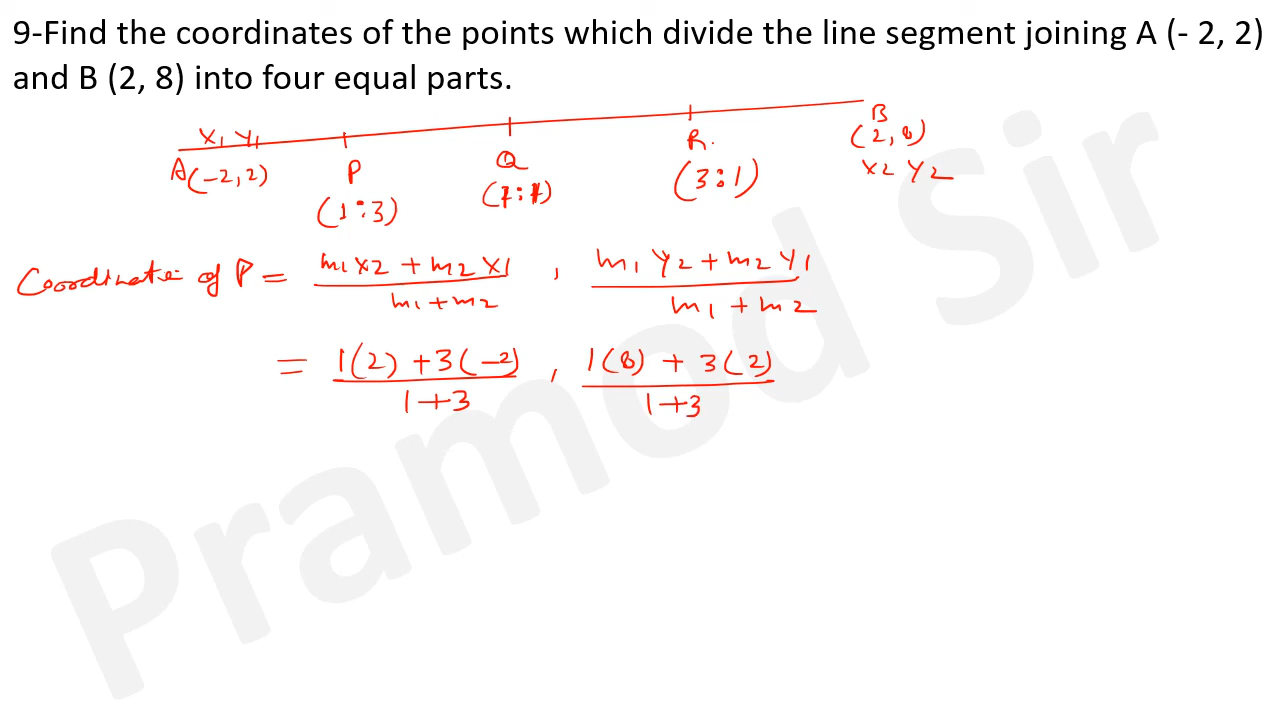 9-Find the coordinates of the points which divide the line segment joining A (- 2, 2)
and B (2, 8) into four equal parts.
x1 y1
A(-2,2)
P
(1:3)
Q
(1:1)
R.
(3:1)
B
(2,8)
x2 y2
Coordinate of P = m1x2 + m2x1 / m1+m2 , m1y2 + m2y1 / m1+m2
= 1(2) +3(-2) / 1+3 , 1(8) + 3(2) / 1+3
Pramod Sir